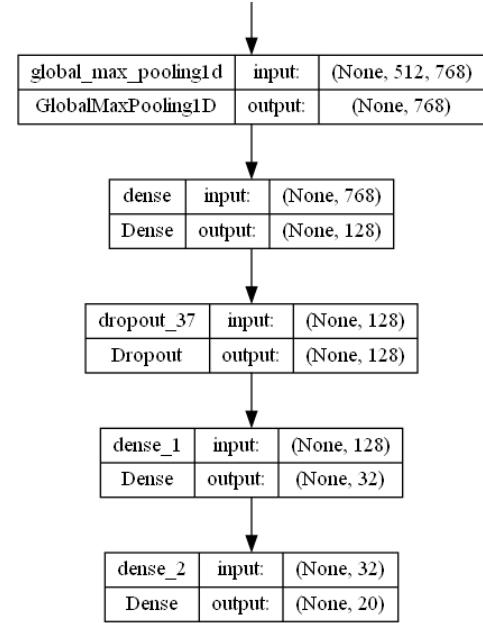 global_max_pooling1d input: (None, 512, 768)
GlobalMaxPooling1D output: (None, 768)
dense input: (None, 768)
Dense output: (None, 128)
dropout_37 input: (None, 128)
Dropout output: (None, 128)
dense_1 input: (None, 128)
Dense output: (None, 32)
dense_2 input: (None, 32)
Dense output: (None, 20)